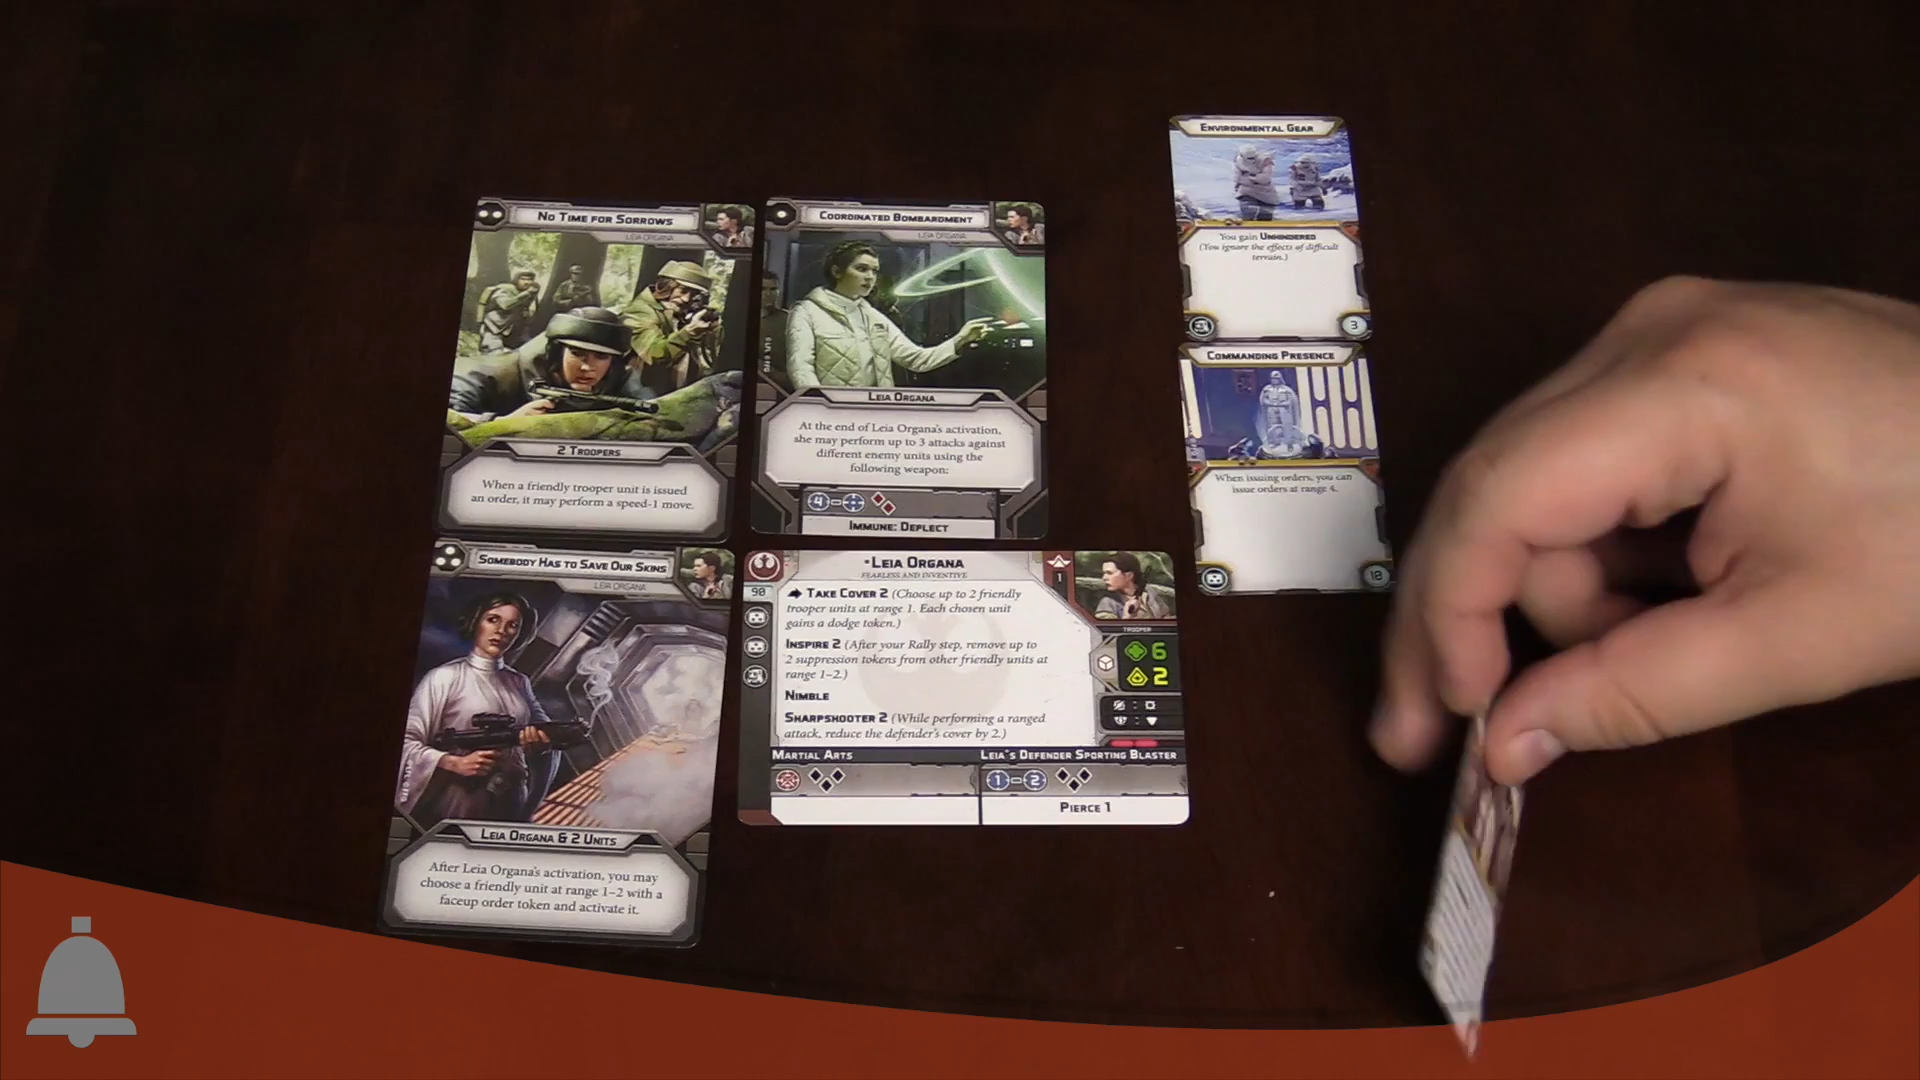 No Time for Sorrows
Leia Organa
2 Troopers
When a friendly trooper unit is issued
an order, it may perform a speed-1 move.
Coordinated Bombardment
Leia Organa
Leia Organa
At the end of Leia Organa's activation,
she may perform up to 3 attacks against
different enemy units using the
following weapon:
4
Immune: Deflect
Environmental Gear
You gain Unhindered
(You ignore the effects of difficult
terrain.)
3
Commanding Presence
When issuing orders, you can
issue orders at range 4.
10
Somebody Has to Save Our Skins
Leia Organa
Leia Organa & 2 Units
After Leia Organa's activation, you may
choose a friendly unit at range 1–2 with a
faceup order token and activate it.
•Leia Organa
Fearless and Inventive
90
1
Take Cover 2 (Choose up to 2 friendly
trooper units at range 1. Each chosen unit
gains a dodge token.)
Inspire 2 (After your Rally step, remove up to
2 suppression tokens from other friendly units at
range 1–2.)
Nimble
Sharpshooter 2 (While performing a ranged
attack, reduce the defender's cover by 2.)
Trooper
6
2
Martial Arts
Leia's Defender Sporting Blaster
1 – 2
Pierce 1